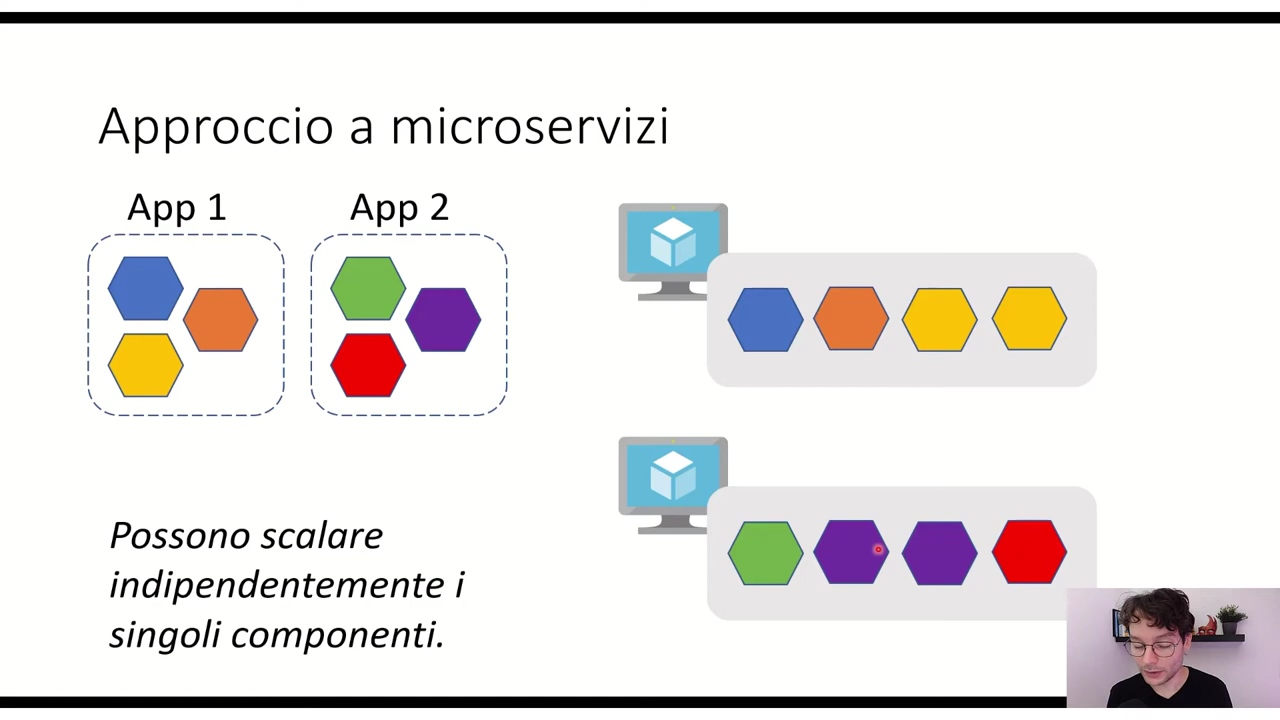 Approccio a microservizi
App 1
App 2
Possono scalare
indipendentemente i
singoli componenti.